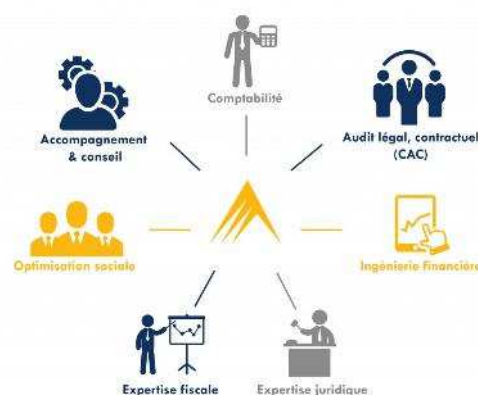 Comptabilité
Accompagnement
& conseil
Audit légal, contractuel
(CAC)
Optimisation sociale
Ingénierie Financière
Expertise fiscale
Expertise juridique